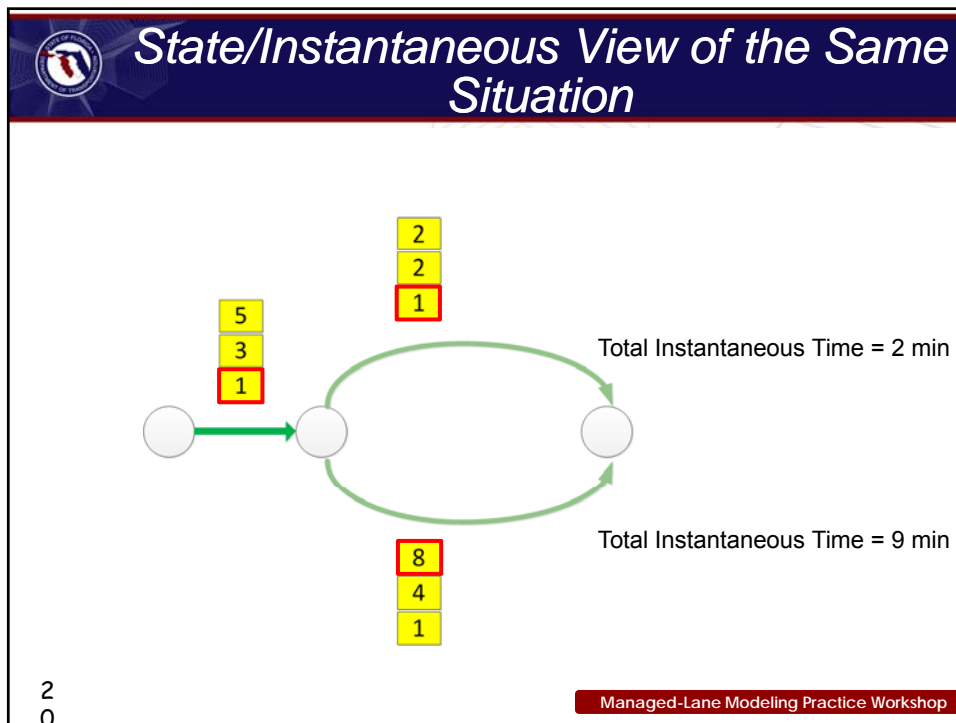 State/Instantaneous View of the Same
Situation
2
2
1
5
3
1
Total Instantaneous Time = 2 min
Total Instantaneous Time = 9 min
8
4
1
2
0
Managed-Lane Modeling Practice Workshop